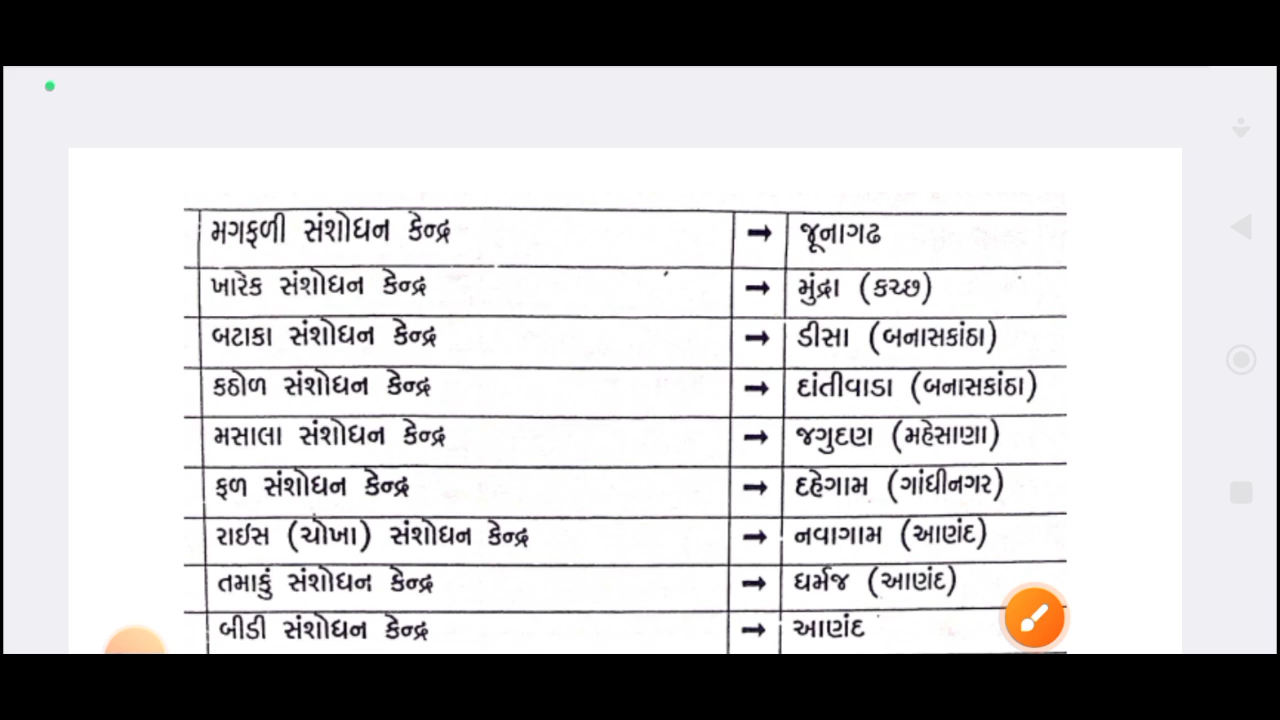 મગફળી સંશોધન કેન્દ્ર → જૂનાગઢ
ખારેક સંશોધન કેન્દ્ર → મુંદ્રા (કચ્છ)
બટાકા સંશોધન કેન્દ્ર → ડીસા (બનાસકાંઠા)
કઠોળ સંશોધન કેન્દ્ર → દાંતીવાડા (બનાસકાંઠા)
મસાલા સંશોધન કેન્દ્ર → જગુદણ (મહેસાણા)
ફળ સંશોધન કેન્દ્ર → દહેગામ (ગાંધીનગર)
રાઈસ (ચોખા) સંશોધન કેન્દ્ર → નવાગામ (આણંદ)
તમાકું સંશોધન કેન્દ્ર → ધર્મજ (આણંદ)
બીડી સંશોધન કેન્દ્ર → આણંદ